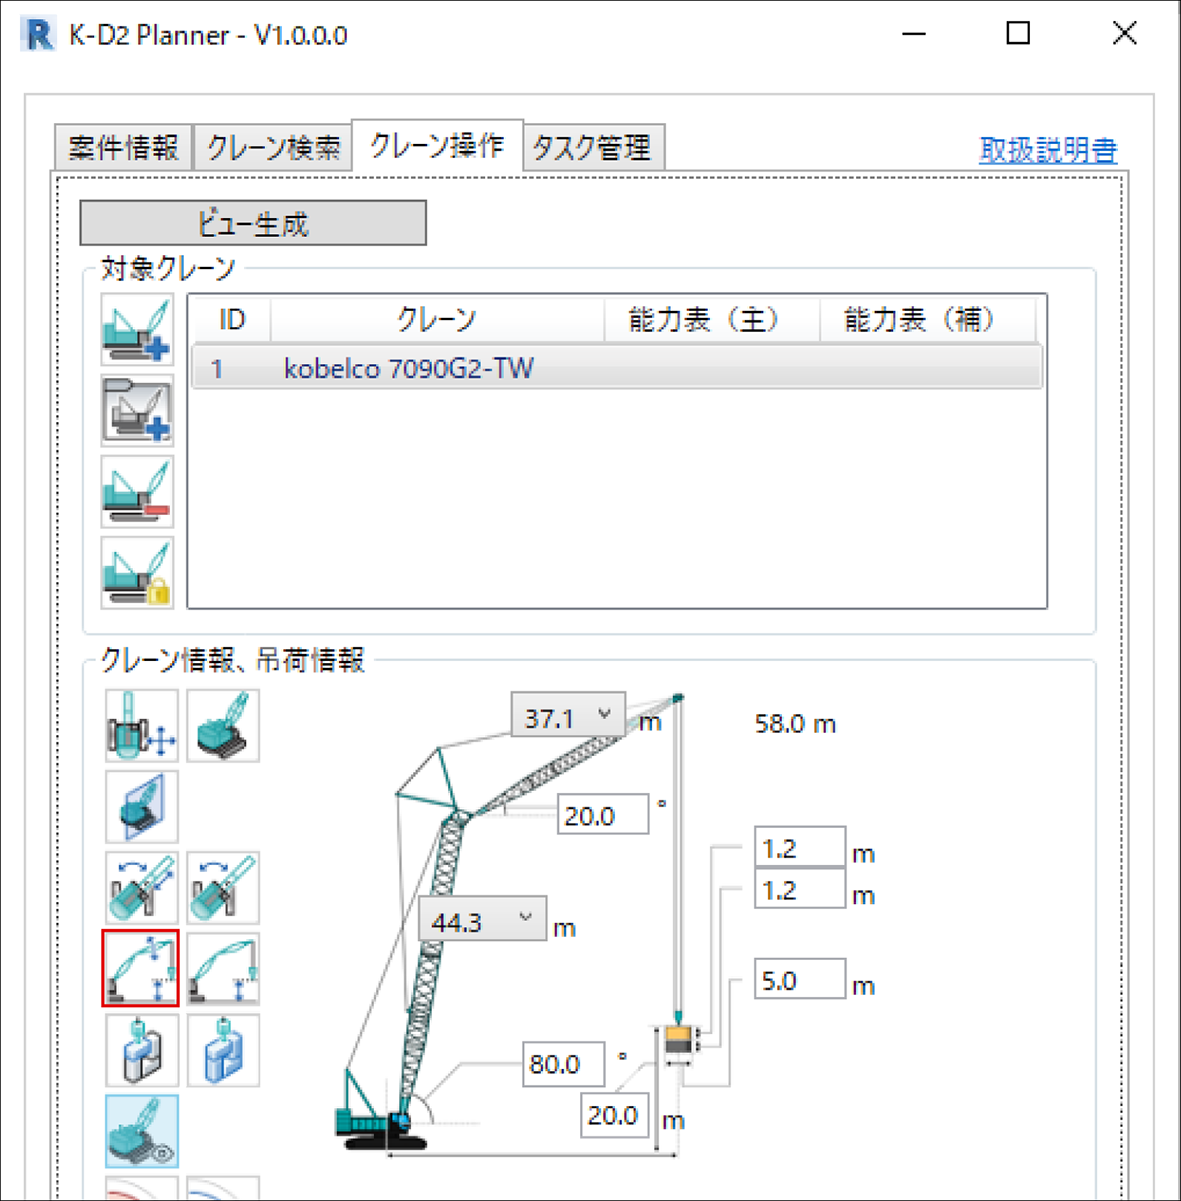 K-D2 Planner - V1.0.0.0
案件情報 クレーン検索 クレーン操作 タスク管理 取扱説明書
ビュー生成
対象クレーン
ID クレーン 能力表（主） 能力表（補）
1 kobelco 7090G2-TW
クレーン情報、吊荷情報
37.1 m 58.0 m
20.0 °
1.2 m
1.2 m
44.3 m
5.0 m
80.0 °
20.0 m